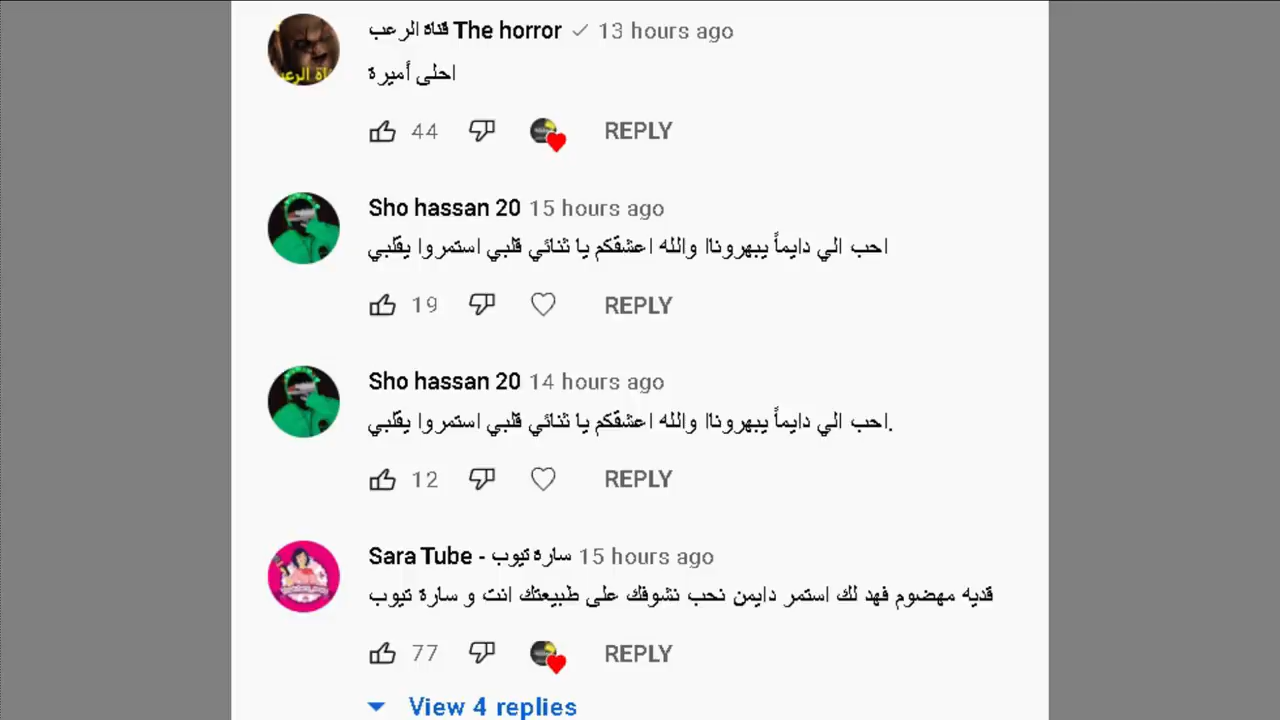 قناة الرعب The horror 13 hours ago
احلى أميرة
44 REPLY
Sho hassan 20 15 hours ago
احب الي دايماً يبهروناا والله اعشقكم يا ثنائي قلبي استمروا يقلبي
19 REPLY
Sho hassan 20 14 hours ago
احب الي دايماً يبهروناا والله اعشقكم يا ثنائي قلبي استمروا يقلبي.
12 REPLY
Sara Tube - سارة تيوب 15 hours ago
قديه مهضوم فهد لك استمر دايمن نحب نشوفك على طبيعتك انت و سارة تيوب
77 REPLY
View 4 replies